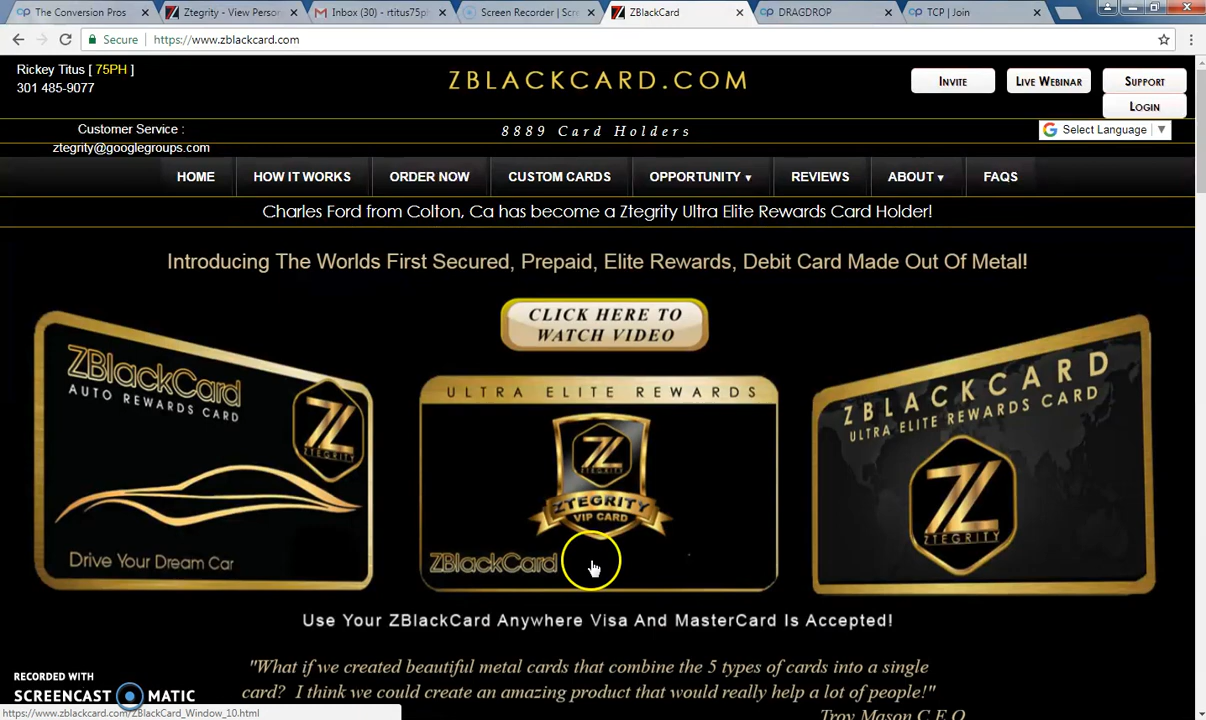 The Conversion Pros
Ztegrity - View Person
Inbox (30) - rtitus75ph
Screen Recorder | Scre
ZBlackCard
DRAGDROP
TCP | Join
Secure
https://www.zblackcard.com
Rickey Titus [ 75PH ]
301 485-9077
ZBLACKCARD.COM
INVITE
LIVE WEBINAR
SUPPORT
LOGIN
Customer Service :
ztegrity@googlegroups.com
8889 Card Holders
G Select Language ▼
HOME
HOW IT WORKS
ORDER NOW
CUSTOM CARDS
OPPORTUNITY ▼
REVIEWS
ABOUT ▼
FAQS
Charles Ford from Colton, Ca has become a Ztegrity Ultra Elite Rewards Card Holder!
Introducing The Worlds First Secured, Prepaid, Elite Rewards, Debit Card Made Out Of Metal!
CLICK HERE TO
WATCH VIDEO
ZBlackCard
AUTO REWARDS CARD
Z
ZTEGRITY
Drive Your Dream Car
ULTRA ELITE REWARDS
Z
ZTEGRITY
ZTEGRITY
VIP CARD
ZBlackCard
ZBLACKCARD
ULTRA ELITE REWARDS CARD
Z
ZTEGRITY
Use Your ZBlackCard Anywhere Visa And MasterCard Is Accepted!
"What if we created beautiful metal cards that combine the 5 types of cards into a single
card? I think we could create an amazing product that would really help a lot of people!"
Troy Mason C.E.O
RECORDED WITH
SCREENCAST MATIC
https://www.zblackcard.com/ZBlackCard_Window_10.html